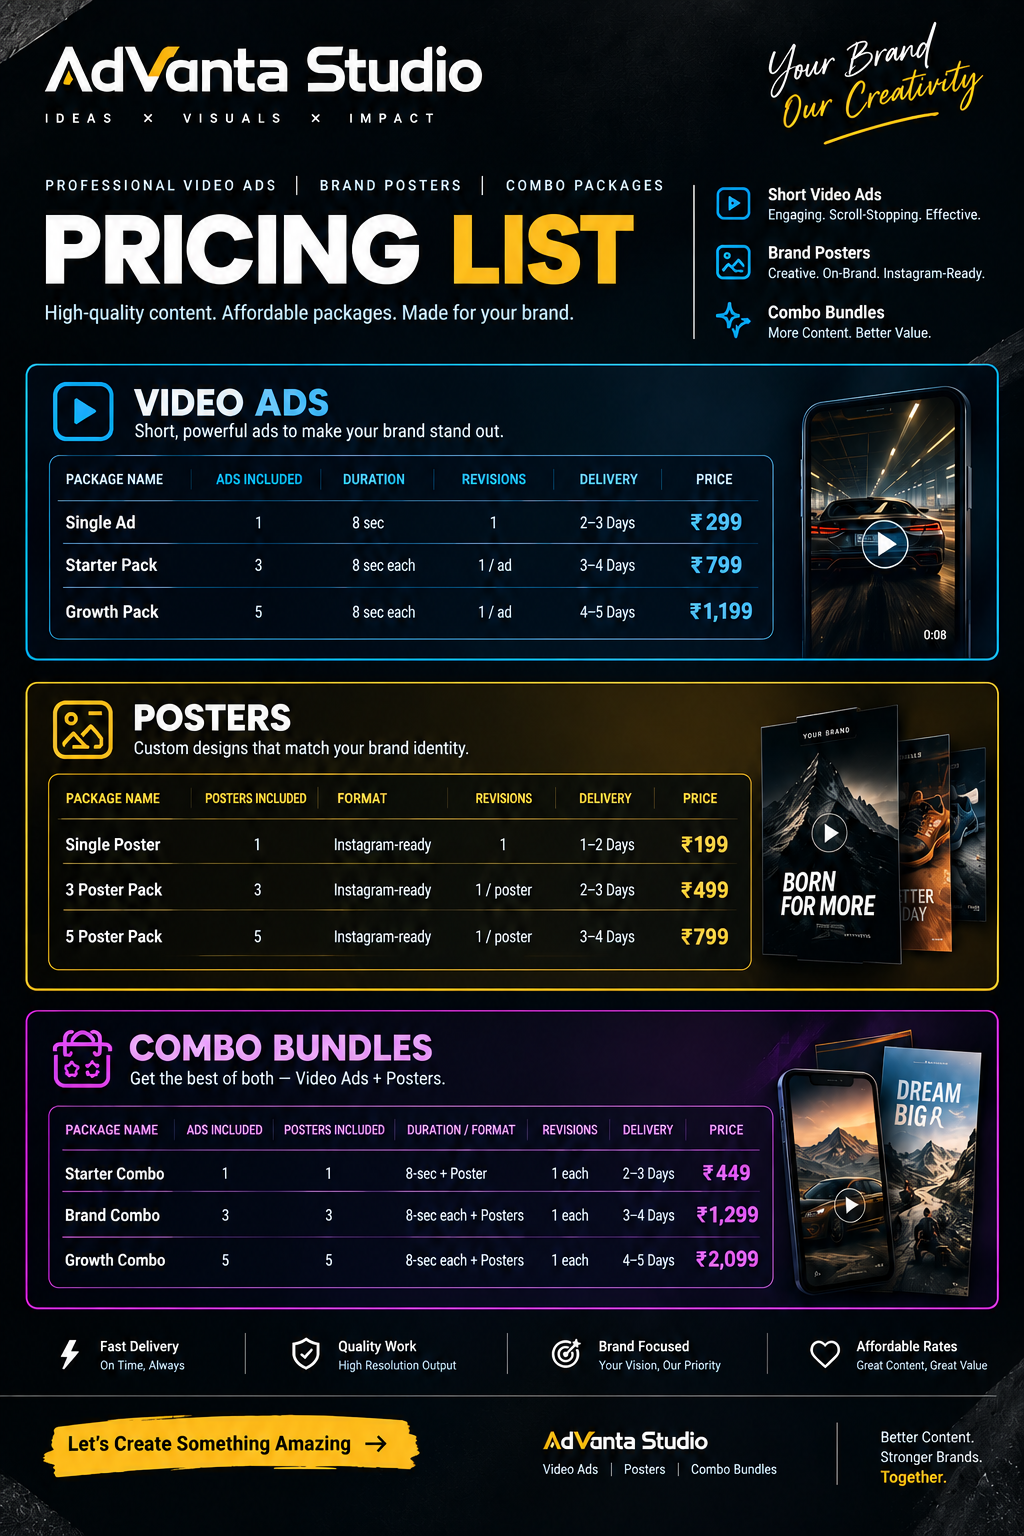 AdVanta Studio
IDEAS × VISUALS × IMPACT
Your Brand
Our Creativity
PROFESSIONAL VIDEO ADS | BRAND POSTERS | COMBO PACKAGES
PRICING LIST
High-quality content. Affordable packages. Made for your brand.
Short Video Ads
Engaging. Scroll-Stopping. Effective.
Brand Posters
Creative. On-Brand. Instagram-Ready.
Combo Bundles
More Content. Better Value.
VIDEO ADS
Short, powerful ads to make your brand stand out.
PACKAGE NAME ADS INCLUDED DURATION REVISIONS DELIVERY PRICE
Single Ad 1 8 sec 1 2–3 Days ₹299
Starter Pack 3 8 sec each 1 / ad 3–4 Days ₹799
Growth Pack 5 8 sec each 1 / ad 4–5 Days ₹1,199
0:08
POSTERS
Custom designs that match your brand identity.
PACKAGE NAME POSTERS INCLUDED FORMAT REVISIONS DELIVERY PRICE
Single Poster 1 Instagram-ready 1 1–2 Days ₹199
3 Poster Pack 3 Instagram-ready 1 / poster 2–3 Days ₹499
5 Poster Pack 5 Instagram-ready 1 / poster 3–4 Days ₹799
YOUR BRAND
BORN
FOR MORE
TTER
DAY
COMBO BUNDLES
Get the best of both — Video Ads + Posters.
PACKAGE NAME ADS INCLUDED POSTERS INCLUDED DURATION / FORMAT REVISIONS DELIVERY PRICE
Starter Combo 1 1 8-sec + Poster 1 each 2–3 Days ₹449
Brand Combo 3 3 8-sec each + Posters 1 each 3–4 Days ₹1,299
Growth Combo 5 5 8-sec each + Posters 1 each 4–5 Days ₹2,099
DREAM
BIG
Fast Delivery
On Time, Always
Quality Work
High Resolution Output
Brand Focused
Your Vision, Our Priority
Affordable Rates
Great Content, Great Value
Let's Create Something Amazing →
AdVanta Studio
Video Ads | Posters | Combo Bundles
Better Content.
Stronger Brands.
Together.